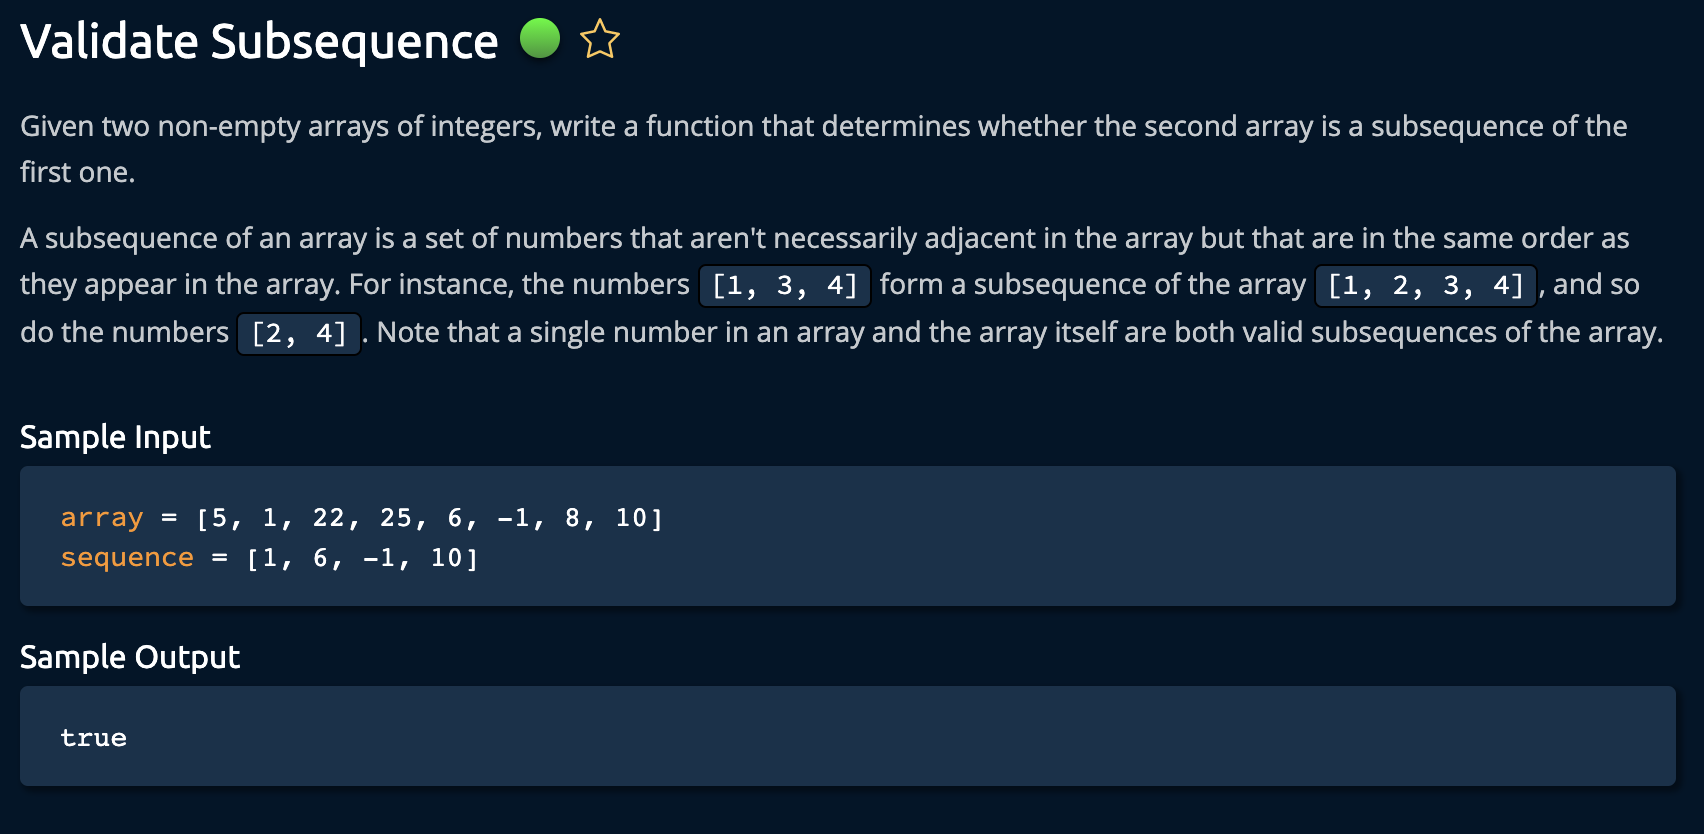 Validate Subsequence
Given two non-empty arrays of integers, write a function that determines whether the second array is a subsequence of the
first one.
A subsequence of an array is a set of numbers that aren't necessarily adjacent in the array but that are in the same order as
they appear in the array. For instance, the numbers [1, 3, 4] form a subsequence of the array [1, 2, 3, 4], and so
do the numbers [2, 4]. Note that a single number in an array and the array itself are both valid subsequences of the array.
Sample Input
array = [5, 1, 22, 25, 6, -1, 8, 10]
sequence = [1, 6, -1, 10]
Sample Output
true